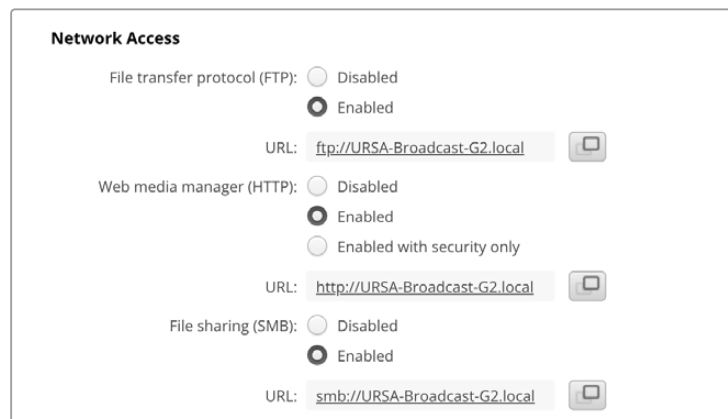 Network Access
File transfer protocol (FTP): Disabled
Enabled
URL: ftp://URSA-Broadcast-G2.local
Web media manager (HTTP): Disabled
Enabled
Enabled with security only
URL: http://URSA-Broadcast-G2.local
File sharing (SMB): Disabled
Enabled
URL: smb://URSA-Broadcast-G2.local